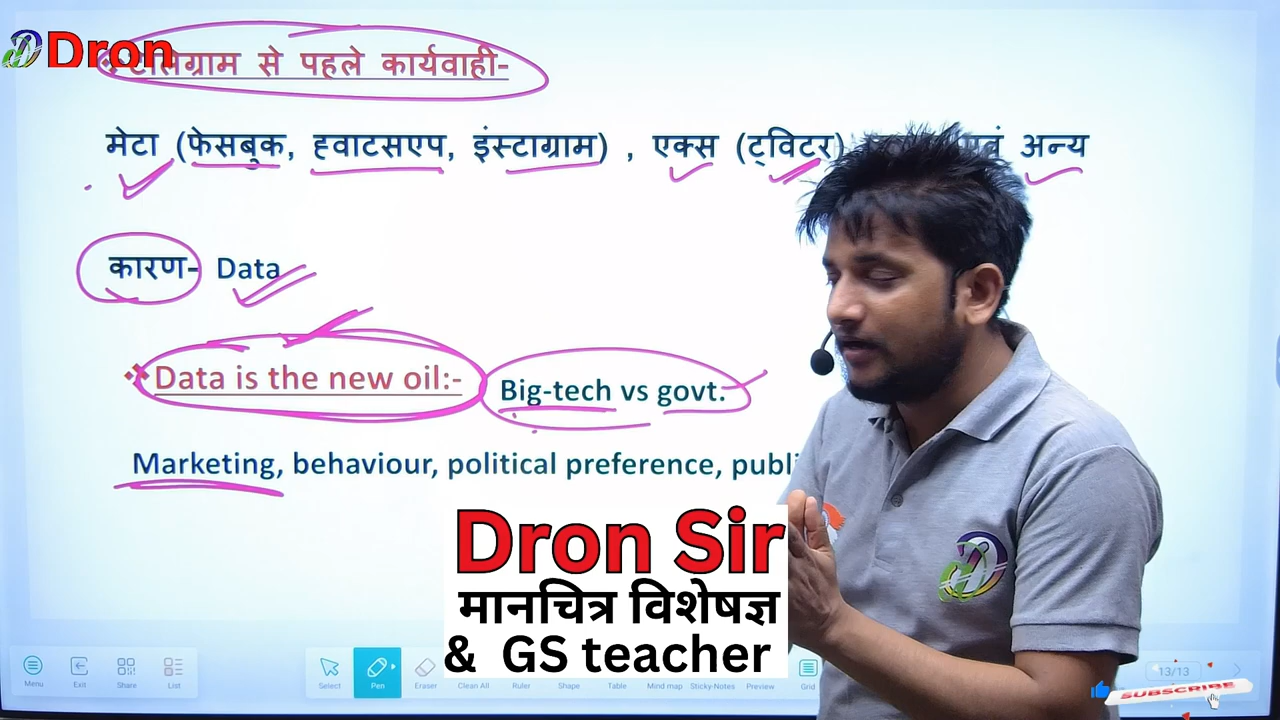 Dron
से पहले कार्यवाही-
मेटा (फेसबुक, ह्वाटसएप, इंस्टाग्राम) , एक्स (ट्विटर) एवं अन्य
कारण- Data
Data is the new oil:- Big-tech vs govt.
Marketing, behaviour, political preference, publi
Dron Sir
मानचित्र विशेषज्ञ
& GS teacher
Menu Exit Share List Select Pen Eraser Clean All Ruler Shape Table Mind map Sticky-Notes Preview Grid 13/13
SUBSCRIBE